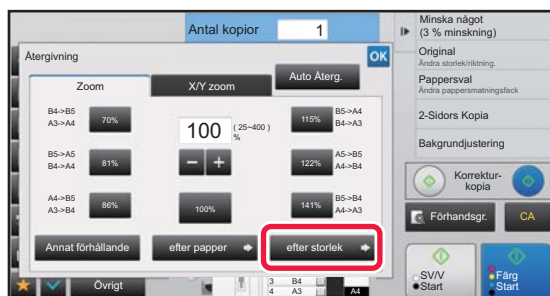 Antal kopior 1
Minska något
(3 % minskning)
Återgivning
OK
Original
Ändra storlek/riktning.
Zoom
X/Y zoom
Auto Återg.
Pappersval
Ändra pappersmatningsfack
B4->B5
A3->A4
70%
100
(25~400)
%
115%
B5->A4
B4->A3
2-Sidors Kopia
Bakgrundjustering
B5->A5
B4->A4
81%
122%
A5->B5
A4->B4
A4->B5
A3->B4
86%
100%
141%
B5->B4
A4->A3
Korrektur-
kopia
Förhandsgr.
CA
Annat förhållande
efter papper
efter storlek
Övrigt
3 B4
4 A3
A4
SV/V
Start
Färg
Start